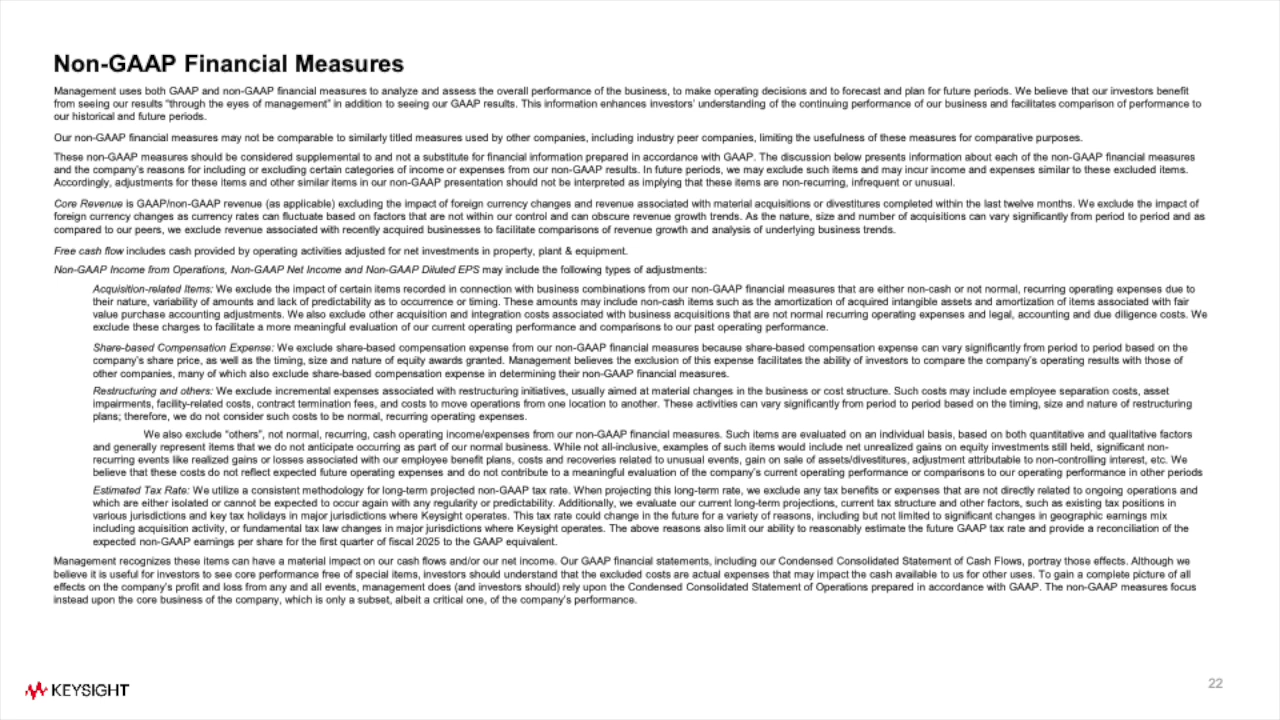 Non-GAAP Financial Measures
Management uses both GAAP and non-GAAP financial measures to analyze and assess the overall performance of the business, to make operating decisions and to forecast and plan for future periods. We believe that our investors benefit
from seeing our results "through the eyes of management" in addition to seeing our GAAP results. This information enhances investors' understanding of the continuing performance of our business and facilitates comparison of performance to
our historical and future periods.
Our non-GAAP financial measures may not be comparable to similarly titled measures used by other companies, including industry peer companies, limiting the usefulness of these measures for comparative purposes.
These non-GAAP measures should be considered supplemental to and not a substitute for financial information prepared in accordance with GAAP. The discussion below presents information about each of the non-GAAP financial measures
and the company's reasons for including or excluding certain categories of income or expenses from our non-GAAP results. In future periods, we may exclude such items and may incur income and expenses similar to these excluded items.
Accordingly, adjustments for these items and other similar items in our non-GAAP presentation should not be interpreted as implying that these items are non-recurring, infrequent or unusual.
Core Revenue is GAAP/non-GAAP revenue (as applicable) excluding the impact of foreign currency changes and revenue associated with material acquisitions or divestitures completed within the last twelve months. We exclude the impact of
foreign currency changes as currency rates can fluctuate based on factors that are not within our control and can obscure revenue growth trends. As the nature, size and number of acquisitions can vary significantly from period to period and as
compared to our peers, we exclude revenue associated with recently acquired businesses to facilitate comparisons of revenue growth and analysis of underlying business trends.
Free cash flow includes cash provided by operating activities adjusted for net investments in property, plant & equipment.
Non-GAAP Income from Operations, Non-GAAP Net Income and Non-GAAP Diluted EPS may include the following types of adjustments:
Acquisition-related Items: We exclude the impact of certain items recorded in connection with business combinations from our non-GAAP financial measures that are either non-cash or not normal, recurring operating expenses due to
their nature, variability of amounts and lack of predictability as to occurrence or timing. These amounts may include non-cash items such as the amortization of acquired intangible assets and amortization of items associated with fair
value purchase accounting adjustments. We also exclude other acquisition and integration costs associated with business acquisitions that are not normal recurring operating expenses and legal, accounting and due diligence costs. We
exclude these charges to facilitate a more meaningful evaluation of our current operating performance and comparisons to our past operating performance.
Share-based Compensation Expense: We exclude share-based compensation expense from our non-GAAP financial measures because share-based compensation expense can vary significantly from period to period based on the
company's share price, as well as the timing, size and nature of equity awards granted. Management believes the exclusion of this expense facilitates the ability of investors to compare the company's operating results with those of
other companies, many of which also exclude share-based compensation expense in determining their non-GAAP financial measures.
Restructuring and others: We exclude incremental expenses associated with restructuring initiatives, usually aimed at material changes in the business or cost structure. Such costs may include employee separation costs, asset
impairments, facility-related costs, contract termination fees, and costs to move operations from one location to another. These activities can vary significantly from period to period based on the timing, size and nature of restructuring
plans; therefore, we do not consider such costs to be normal, recurring operating expenses.
We also exclude "others", not normal, recurring, cash operating income/expenses from our non-GAAP financial measures. Such items are evaluated on an individual basis, based on both quantitative and qualitative factors
and generally represent items that we do not anticipate occurring as part of our normal business. While not all-inclusive, examples of such items would include net unrealized gains on equity investments still held, significant non-
recurring events like realized gains or losses associated with our employee benefit plans, costs and recoveries related to unusual events, gain on sale of assets/divestitures, adjustment attributable to non-controlling interest, etc. We
believe that these costs do not reflect expected future operating expenses and do not contribute to a meaningful evaluation of the company's current operating performance or comparisons to our operating performance in other periods
Estimated Tax Rate: We utilize a consistent methodology for long-term projected non-GAAP tax rate. When projecting this long-term rate, we exclude any tax benefits or expenses that are not directly related to ongoing operations and
which are either isolated or cannot be expected to occur again with any regularity or predictability. Additionally, we evaluate our current long-term projections, current tax structure and other factors, such as existing tax positions in
various jurisdictions and key tax holidays in major jurisdictions where Keysight operates. This tax rate could change in the future for a variety of reasons, including but not limited to significant changes in geographic earnings mix
including acquisition activity, or fundamental tax law changes in major jurisdictions where Keysight operates. The above reasons also limit our ability to reasonably estimate the future GAAP tax rate and provide a reconciliation of the
expected non-GAAP earnings per share for the first quarter of fiscal 2025 to the GAAP equivalent.
Management recognizes these items can have a material impact on our cash flows and/or our net income. Our GAAP financial statements, including our Condensed Consolidated Statement of Cash Flows, portray those effects. Although we
believe it is useful for investors to see core performance free of special items, investors should understand that the excluded costs are actual expenses that may impact the cash available to us for other uses. To gain a complete picture of all
effects on the company's profit and loss from any and all events, management does (and investors should) rely upon the Condensed Consolidated Statement of Operations prepared in accordance with GAAP. The non-GAAP measures focus
instead upon the core business of the company, which is only a subset, albeit a critical one, of the company's performance.
KEYSIGHT
22